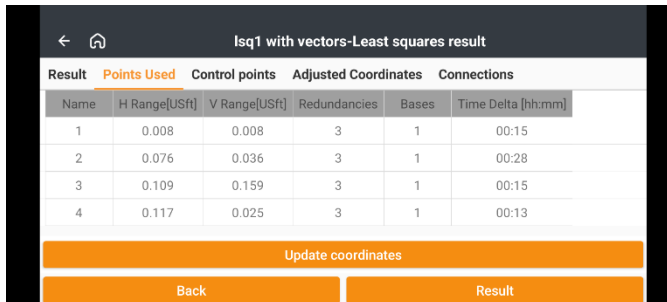 lsq1 with vectors-Least squares result
Result Points Used Control points Adjusted Coordinates Connections
Name H Range[USft] V Range[USft] Redundancies Bases Time Delta [hh:mm]
1 0.008 0.008 3 1 00:15
2 0.076 0.036 3 1 00:28
3 0.109 0.159 3 1 00:15
4 0.117 0.025 3 1 00:13
Update coordinates
Back Result